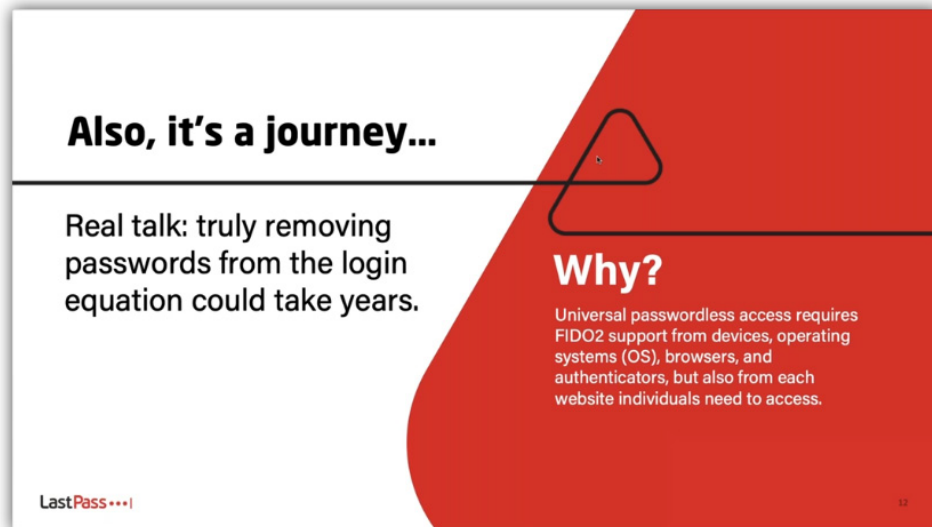 Also, it's a journey...
Real talk: truly removing
passwords from the login
equation could take years.
Why?
Universal passwordless access requires
FIDO2 support from devices, operating
systems (OS), browsers, and
authenticators, but also from each
website individuals need to access.
LastPass
12